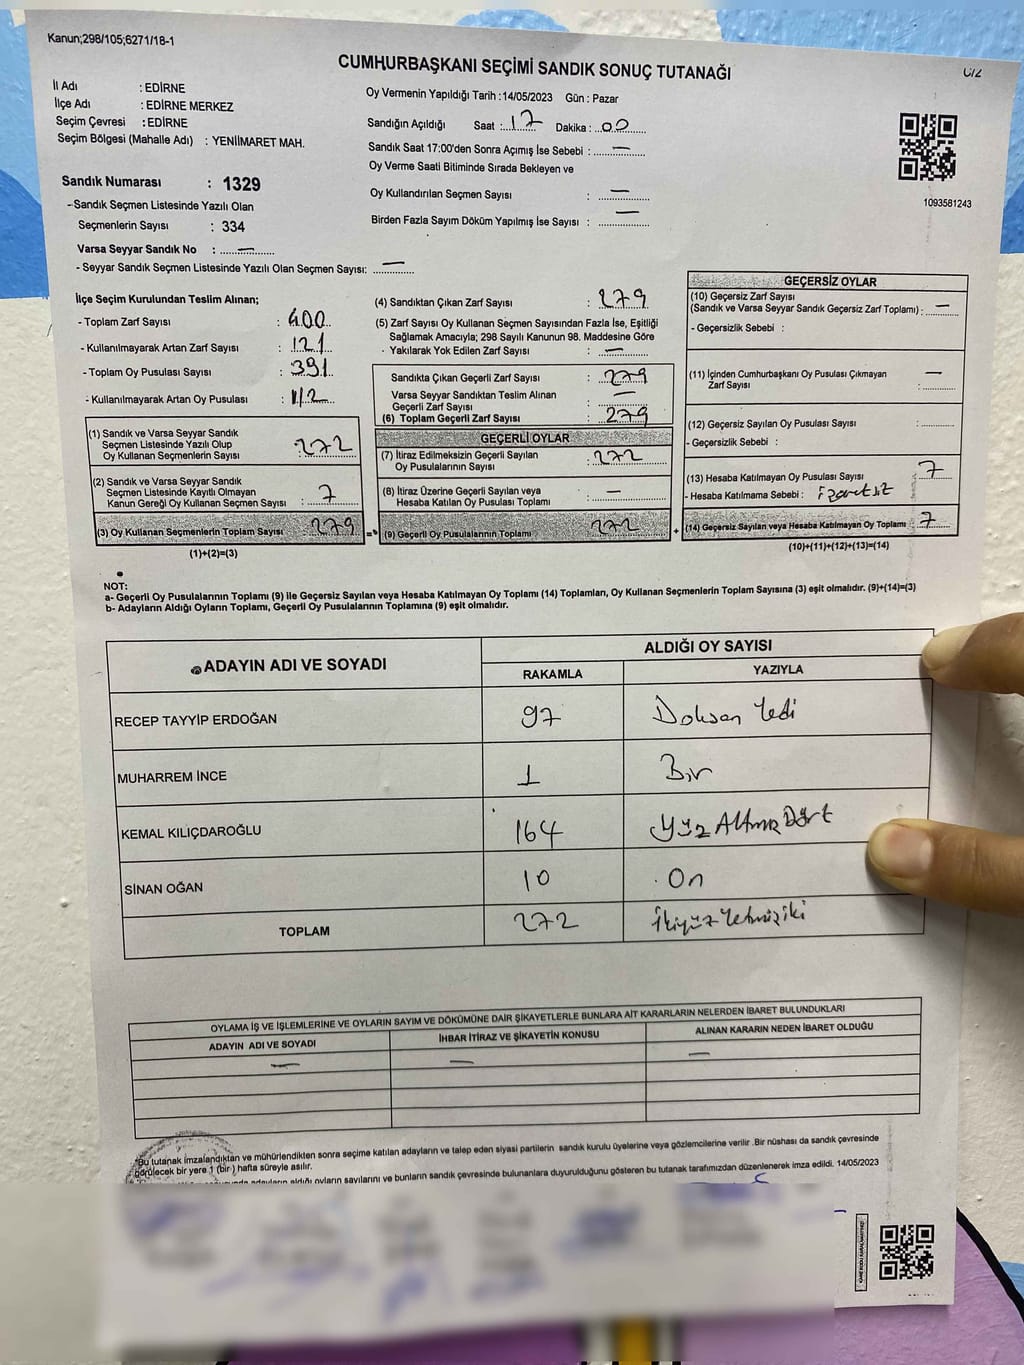 Kanun;298/105;6271/18-1
CUMHURBAŞKANI SEÇİMİ SANDIK SONUÇ TUTANAĞI
İl Adı : EDİRNE
İlçe Adı : EDİRNE MERKEZ
Seçim Çevresi : EDİRNE
Seçim Bölgesi (Mahalle Adı) : YENİİMARET MAH.
Oy Vermenin Yapıldığı Tarih : 14/05/2023 Gün : Pazar
Sandığın Açıldığı Saat : 17 Dakika : 00
Sandık Saat 17:00'den Sonra Açımış İse Sebebi : —
Oy Verme Saati Bitiminde Sırada Bekleyen ve
Oy Kullandırılan Seçmen Sayısı : —
Birden Fazla Sayım Döküm Yapılmış İse Sayısı : —
1093581243
Sandık Numarası : 1329
-Sandık Seçmen Listesinde Yazılı Olan
Seçmenlerin Sayısı : 334
Varsa Seyyar Sandık No : —
- Seyyar Sandık Seçmen Listesinde Yazılı Olan Seçmen Sayısı: —
İlçe Seçim Kurulundan Teslim Alınan;
- Toplam Zarf Sayısı : 400
- Kullanılmayarak Artan Zarf Sayısı : 121
- Toplam Oy Pusulası Sayısı : 391
- Kullanılmayarak Artan Oy Pusulası : 112
(1) Sandık ve Varsa Seyyar Sandık
Seçmen Listesinde Yazılı Olup
Oy Kullanan Seçmenlerin Sayısı : 272
(2) Sandık ve Varsa Seyyar Sandık
Seçmen Listesinde Kayıtlı Olmayan
Kanun Gereği Oy Kullanan Seçmen Sayısı : 7
(3) Oy Kullanan Seçmenlerin Toplam Sayısı : 279
(1)+(2)=(3)
(4) Sandıktan Çıkan Zarf Sayısı : 279
(5) Zarf Sayısı Oy Kullanan Seçmen Sayısından Fazla İse, Eşitliği
Sağlamak Amacıyla; 298 Sayılı Kanunun 98. Maddesine Göre
Yakılarak Yok Edilen Zarf Sayısı : —
Sandıkta Çıkan Geçerli Zarf Sayısı : 279
Varsa Seyyar Sandıktan Teslim Alınan
Geçerli Zarf Sayısı : —
(6) Toplam Geçerli Zarf Sayısı : 279
GEÇERLİ OYLAR
(7) İtiraz Edilmeksizin Geçerli Sayılan
Oy Pusulalarının Sayısı : 272
(8) İtiraz Üzerine Geçerli Sayılan veya
Hesaba Katılan Oy Pusulası Toplamı : —
=(9) Geçerli Oy Pusulalarının Toplamı : 272
GEÇERSİZ OYLAR
(10) Geçersiz Zarf Sayısı
(Sandık ve Varsa Seyyar Sandık Geçersiz Zarf Toplamı) : —
- Geçersizlik Sebebi :
(11) İçinden Cumhurbaşkanı Oy Pusulası Çıkmayan
Zarf Sayısı : —
(12) Geçersiz Sayılan Oy Pusulası Sayısı :
- Geçersizlik Sebebi :
(13) Hesaba Katılmayan Oy Pusulası Sayısı : 7
- Hesaba Katılmama Sebebi : işaretsiz
+ (14) Geçersiz Sayılan veya Hesaba Katılmayan Oy Toplamı : 7
(10)+(11)+(12)+(13)=(14)
NOT:
a- Geçerli Oy Pusulalarının Toplamı (9) ile Geçersiz Sayılan veya Hesaba Katılmayan Oy Toplamı (14) Toplamları, Oy Kullanan Seçmenlerin Toplam Sayısına (3) eşit olmalıdır. (9)+(14)=(3)
b- Adayların Aldığı Oyların Toplamı, Geçerli Oy Pusulalarının Toplamına (9) eşit olmalıdır.
ADAYIN ADI VE SOYADI
ALDIĞI OY SAYISI
RAKAMLA YAZIYLA
RECEP TAYYİP ERDOĞAN 97 Doksan Yedi
MUHARREM İNCE 1 Bir
KEMAL KILIÇDAROĞLU 164 Yüz Altmış Dört
SİNAN OĞAN 10 On
TOPLAM 272 İkiyüz Yetmiş iki
OYLAMA İŞ VE İŞLEMLERİNE VE OYLARIN SAYIM VE DÖKÜMÜNE DAİR ŞİKAYETLERLE BUNLARA AİT KARARLARIN NELERDEN İBARET BULUNDUKLARI
ADAYIN ADI VE SOYADI İHBAR İTİRAZ VE ŞİKAYETİN KONUSU ALINAN KARARIN NEDEN İBARET OLDUĞU
— — —
*Bu tutanak imzalandıktan ve mühürlendikten sonra seçime katılan adayların ve talep eden siyasi partilerin sandık kurulu üyelerine veya gözlemcilerine verilir .Bir nüshası da sandık çevresinde
görülecek bir yere 1 (bir ) hafta süreyle asılır.
adayların aldığı oyların sayılarını ve bunların sandık çevresinde bulunanlara duyurulduğunu gösteren bu tutanak tarafımızdan düzenlenerek imza edildi. 14/05/2023